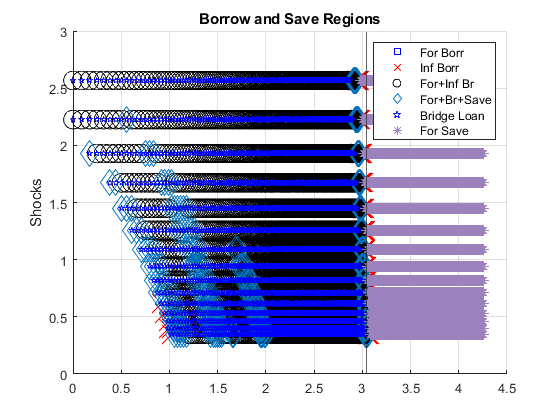 Borrow and Save Regions
3
For Borr
Inf Borr
For+Inf Br
For+Br+Save
Bridge Loan
For Save
2.5
2
Shocks
1.5
1
0.5
0
0 0.5 1 1.5 2 2.5 3 3.5 4 4.5